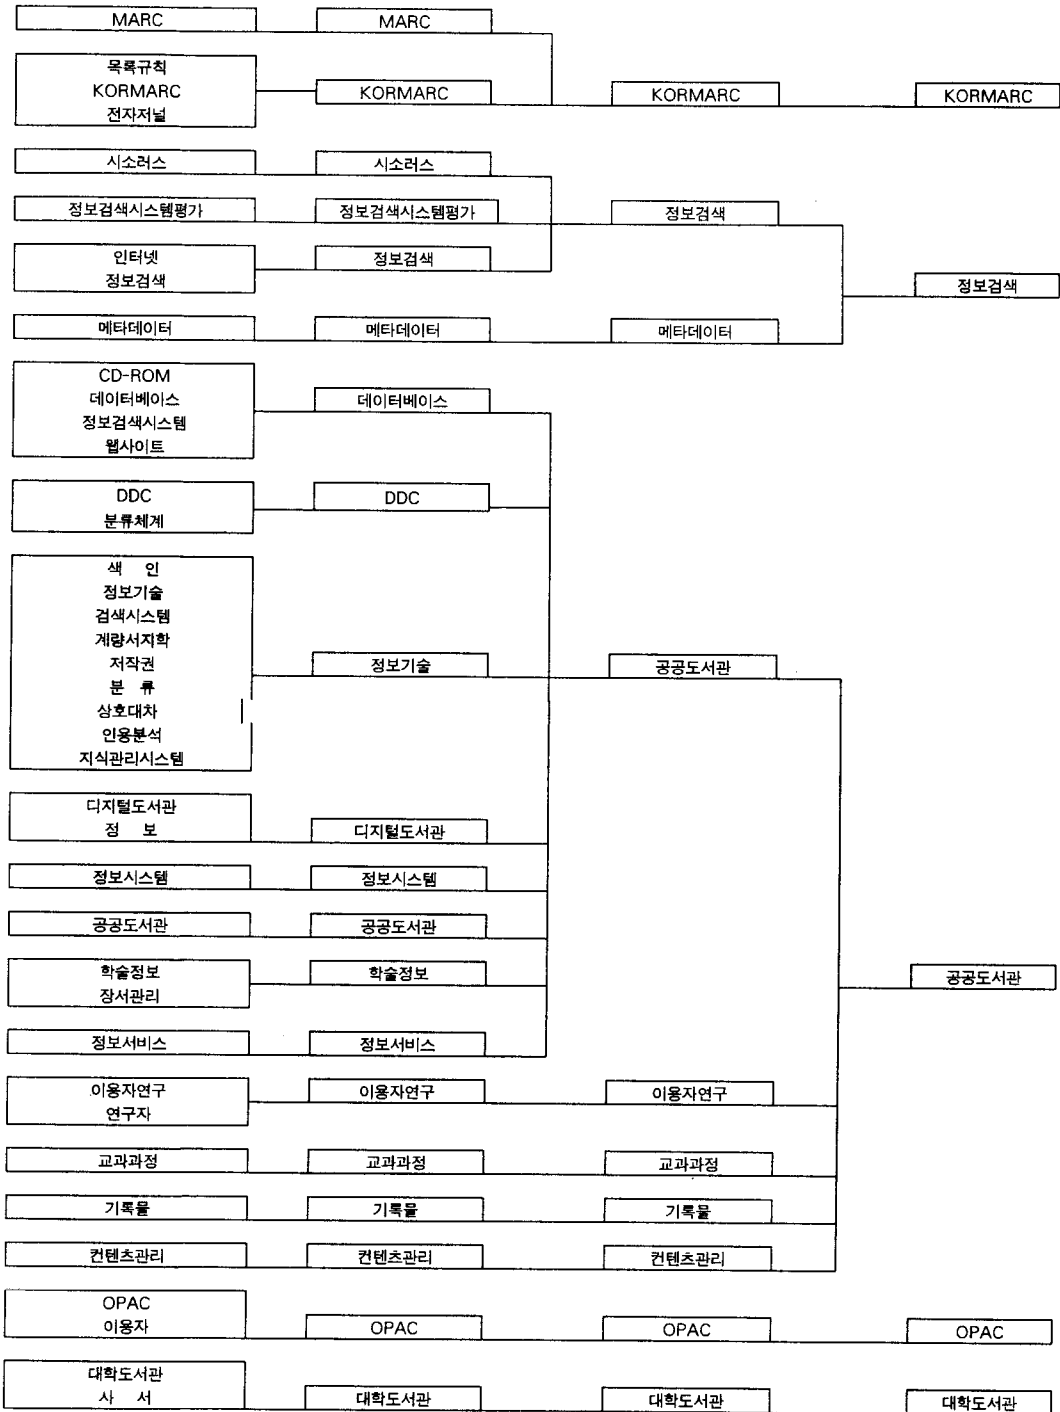 MARC
MARC
목록규칙
KORMARC
전자저널
KORMARC
KORMARC
KORMARC
시소러스
시소러스
정보검색시스템평가
정보검색시스템평가
정보검색
인터넷
정보검색
정보검색
정보검색
메타데이터
메타데이터
메타데이터
CD-ROM
데이터베이스
정보검색시스템
웹사이트
데이터베이스
DDC
분류체계
DDC
색 인
정보기술
검색시스템
계량서지학
저작권
분 류
상호대차
인용분석
지식관리시스템
정보기술
공공도서관
디지털도서관
정 보
디지털도서관
정보시스템
정보시스템
공공도서관
공공도서관
학술정보
장서관리
학술정보
공공도서관
정보서비스
정보서비스
이용자연구
연구자
이용자연구
이용자연구
교과과정
교과과정
교과과정
기록물
기록물
기록물
컨텐츠관리
컨텐츠관리
컨텐츠관리
OPAC
이용자
OPAC
OPAC
OPAC
대학도서관
사 서
대학도서관
대학도서관
대학도서관